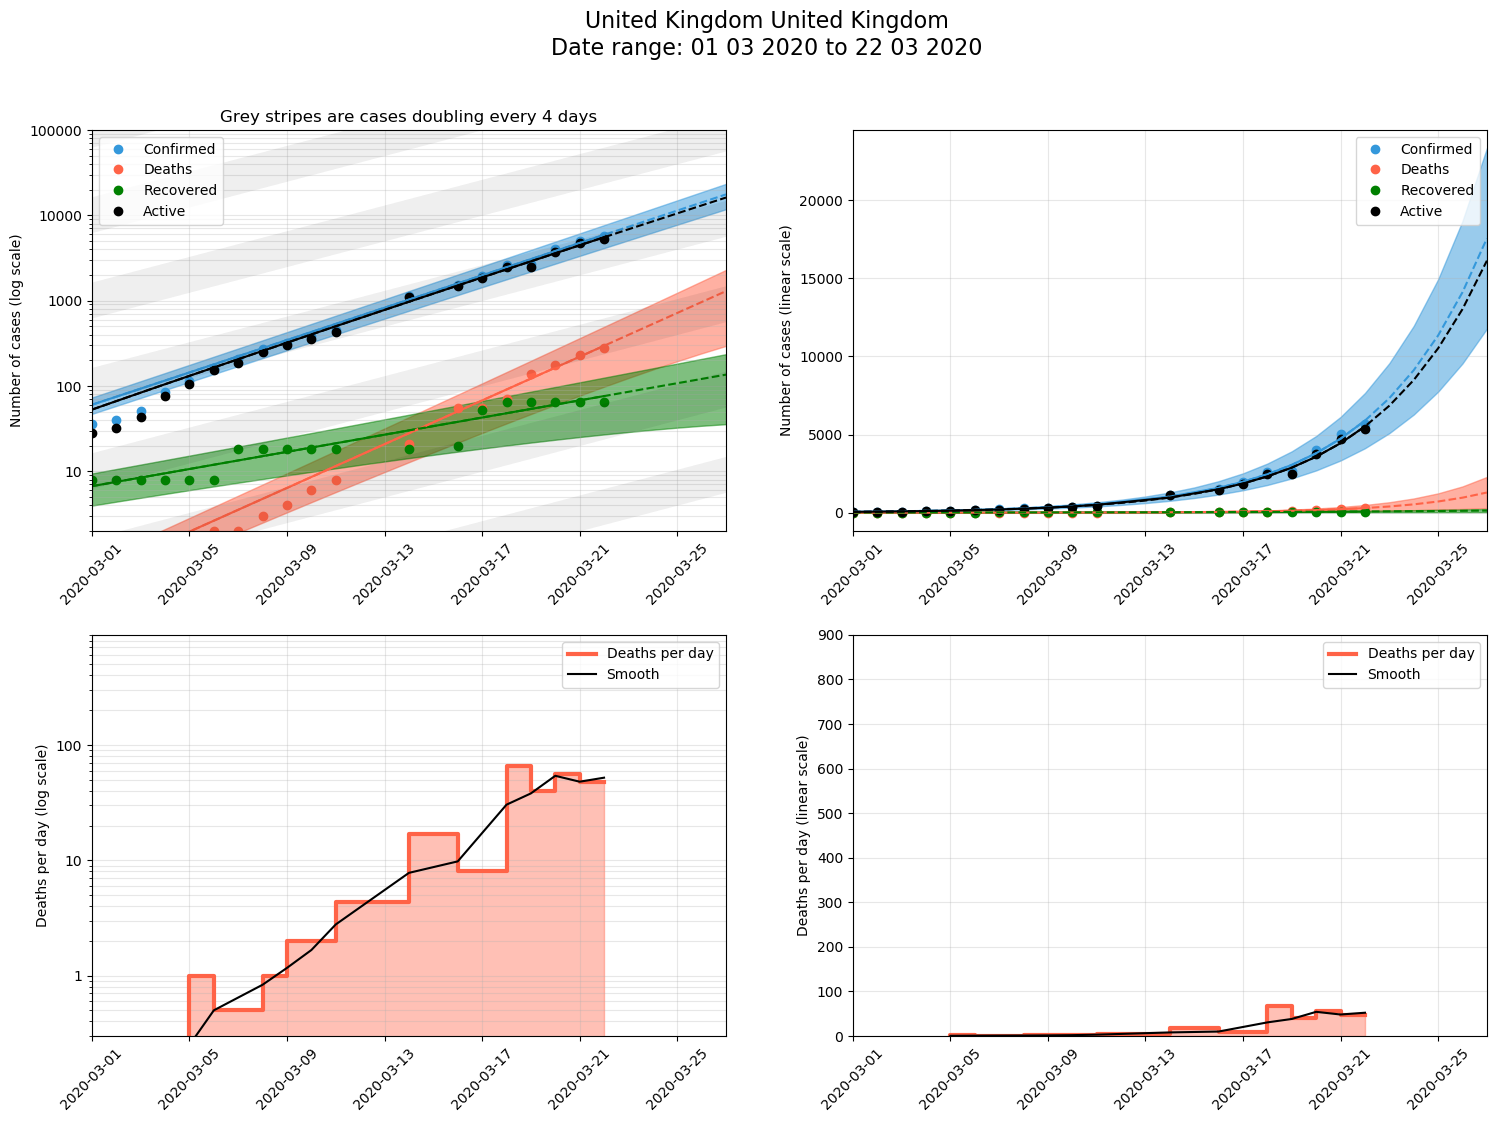 United Kingdom United Kingdom
Date range: 01 03 2020 to 22 03 2020
Grey stripes are cases doubling every 4 days
Number of cases (log scale)
100000
10000
1000
100
10
Confirmed
Deaths
Recovered
Active
2020-03-01
2020-03-05
2020-03-09
2020-03-13
2020-03-17
2020-03-21
2020-03-25
Number of cases (linear scale)
20000
15000
10000
5000
0
Confirmed
Deaths
Recovered
Active
2020-03-01
2020-03-05
2020-03-09
2020-03-13
2020-03-17
2020-03-21
2020-03-25
Deaths per day (log scale)
100
10
1
Deaths per day
Smooth
2020-03-01
2020-03-05
2020-03-09
2020-03-13
2020-03-17
2020-03-21
2020-03-25
Deaths per day (linear scale)
900
800
700
600
500
400
300
200
100
0
Deaths per day
Smooth
2020-03-01
2020-03-05
2020-03-09
2020-03-13
2020-03-17
2020-03-21
2020-03-25